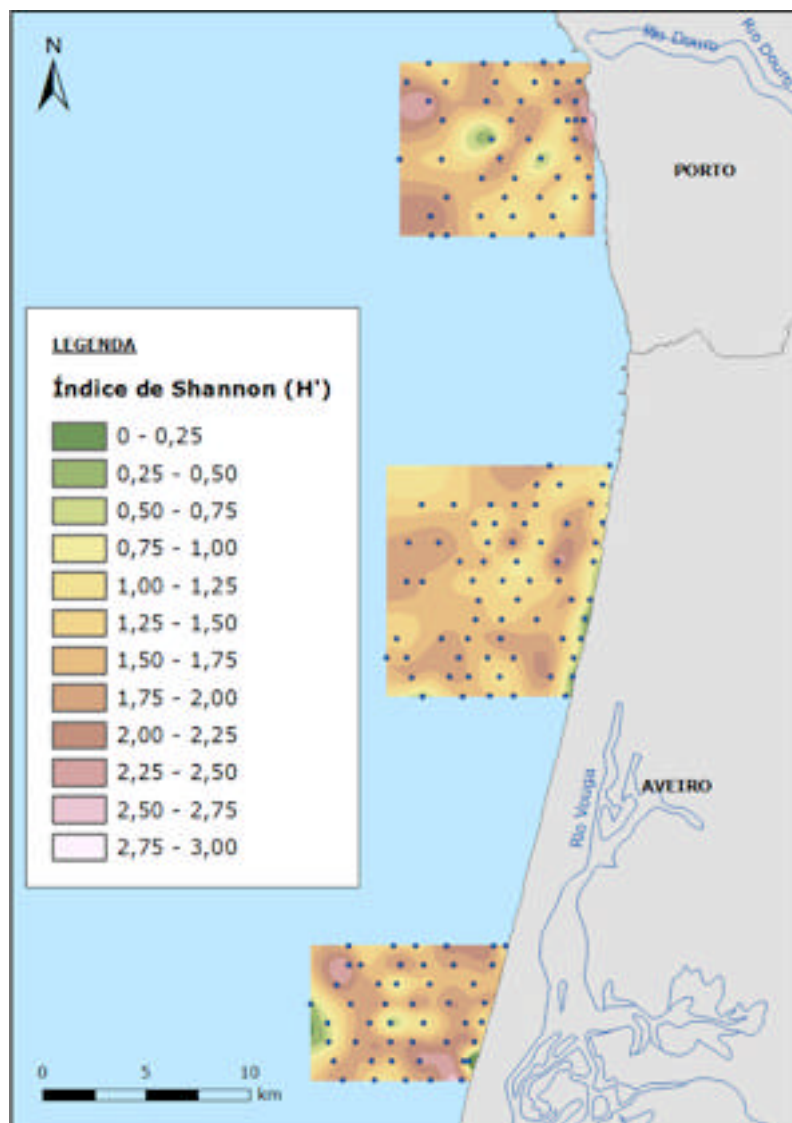 N
Rio Douro
Rio Douro
PORTO
LEGENDA
Índice de Shannon (H')
0 - 0,25
0,25 - 0,50
0,50 - 0,75
0,75 - 1,00
1,00 - 1,25
1,25 - 1,50
1,50 - 1,75
1,75 - 2,00
2,00 - 2,25
2,25 - 2,50
2,50 - 2,75
2,75 - 3,00
AVEIRO
Rio Vouga
0 5 10
km